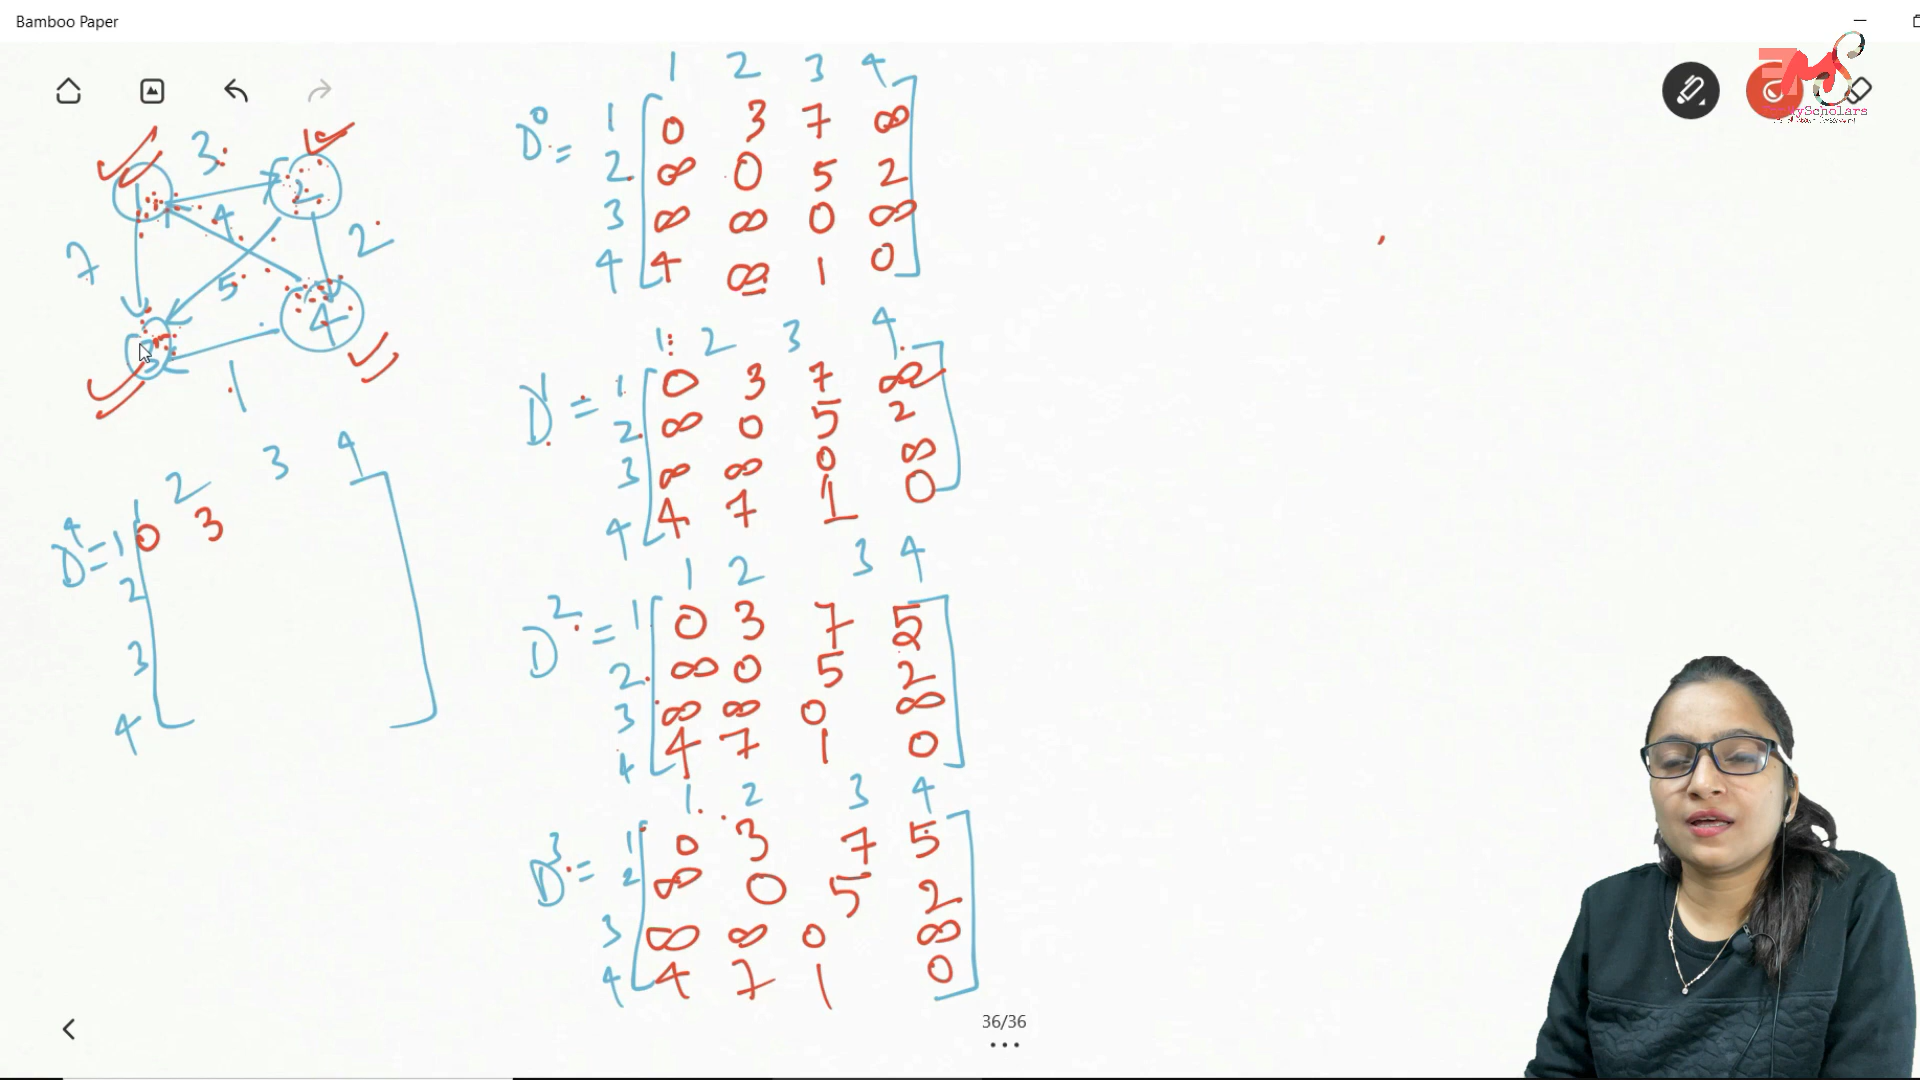 Bamboo Paper
3 1 2 4 7 2 5 3 4 1
1 2 3 4
D⁴ = 1 0 3
2
3
4
1 2 3 4
D⁰ = 1 0 3 7 ∞
2 ∞ 0 5 2
3 ∞ ∞ 0 ∞
4 4 ∞ 1 0
1 2 3 4
D¹ = 1 0 3 7 ∞
2 ∞ 0 5 2
3 ∞ ∞ 0 ∞
4 4 7 1 0
1 2 3 4
D² = 1 0 3 7 5
2 ∞ 0 5 2
3 ∞ ∞ 0 ∞
4 4 7 1 0
1 2 3 4
D³ = 1 0 3 7 5
2 ∞ 0 5 2
3 ∞ ∞ 0 ∞
4 4 7 1 0
36/36